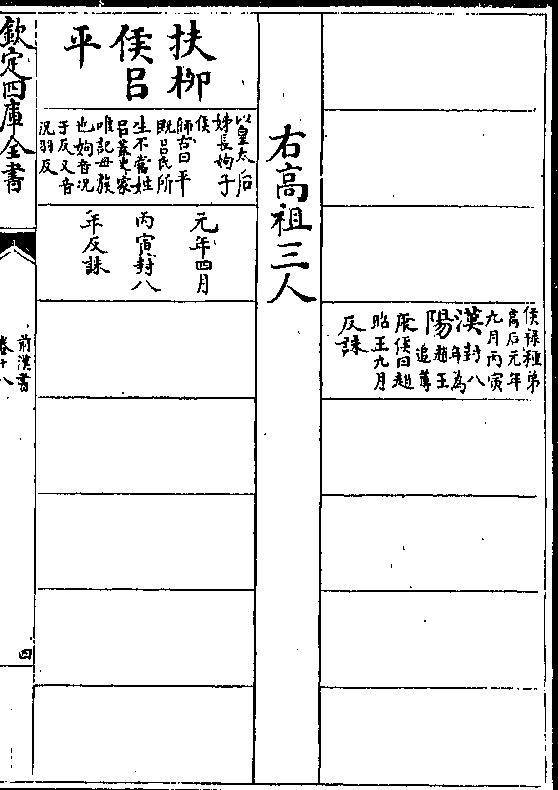 侯祿種弟
高后元年
九月丙寅
漢陽
封八
年為
趙王
追尊
康侯曰趙
昭王九月
反誅
右高祖三人
扶柳
侯呂
平
以皇太后
姊長姁子
侯
師古曰平
既呂氏所
生不當姓
呂蓋史家
唯記母族
也姁音況
于反又音
況羽反
元年四月
丙寅封八
年反誅
欽定四庫全書
前漢書
卷十八
四